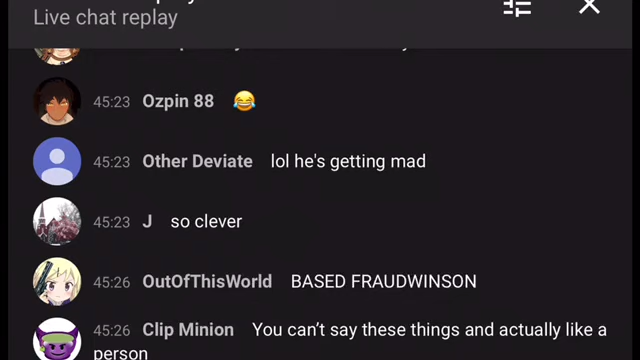 Live chat replay
45:23 Ozpin 88 😂
45:23 Other Deviate lol he's getting mad
45:23 J so clever
45:26 OutOfThisWorld BASED FRAUDWINSON
45:26 Clip Minion You can't say these things and actually like a
person